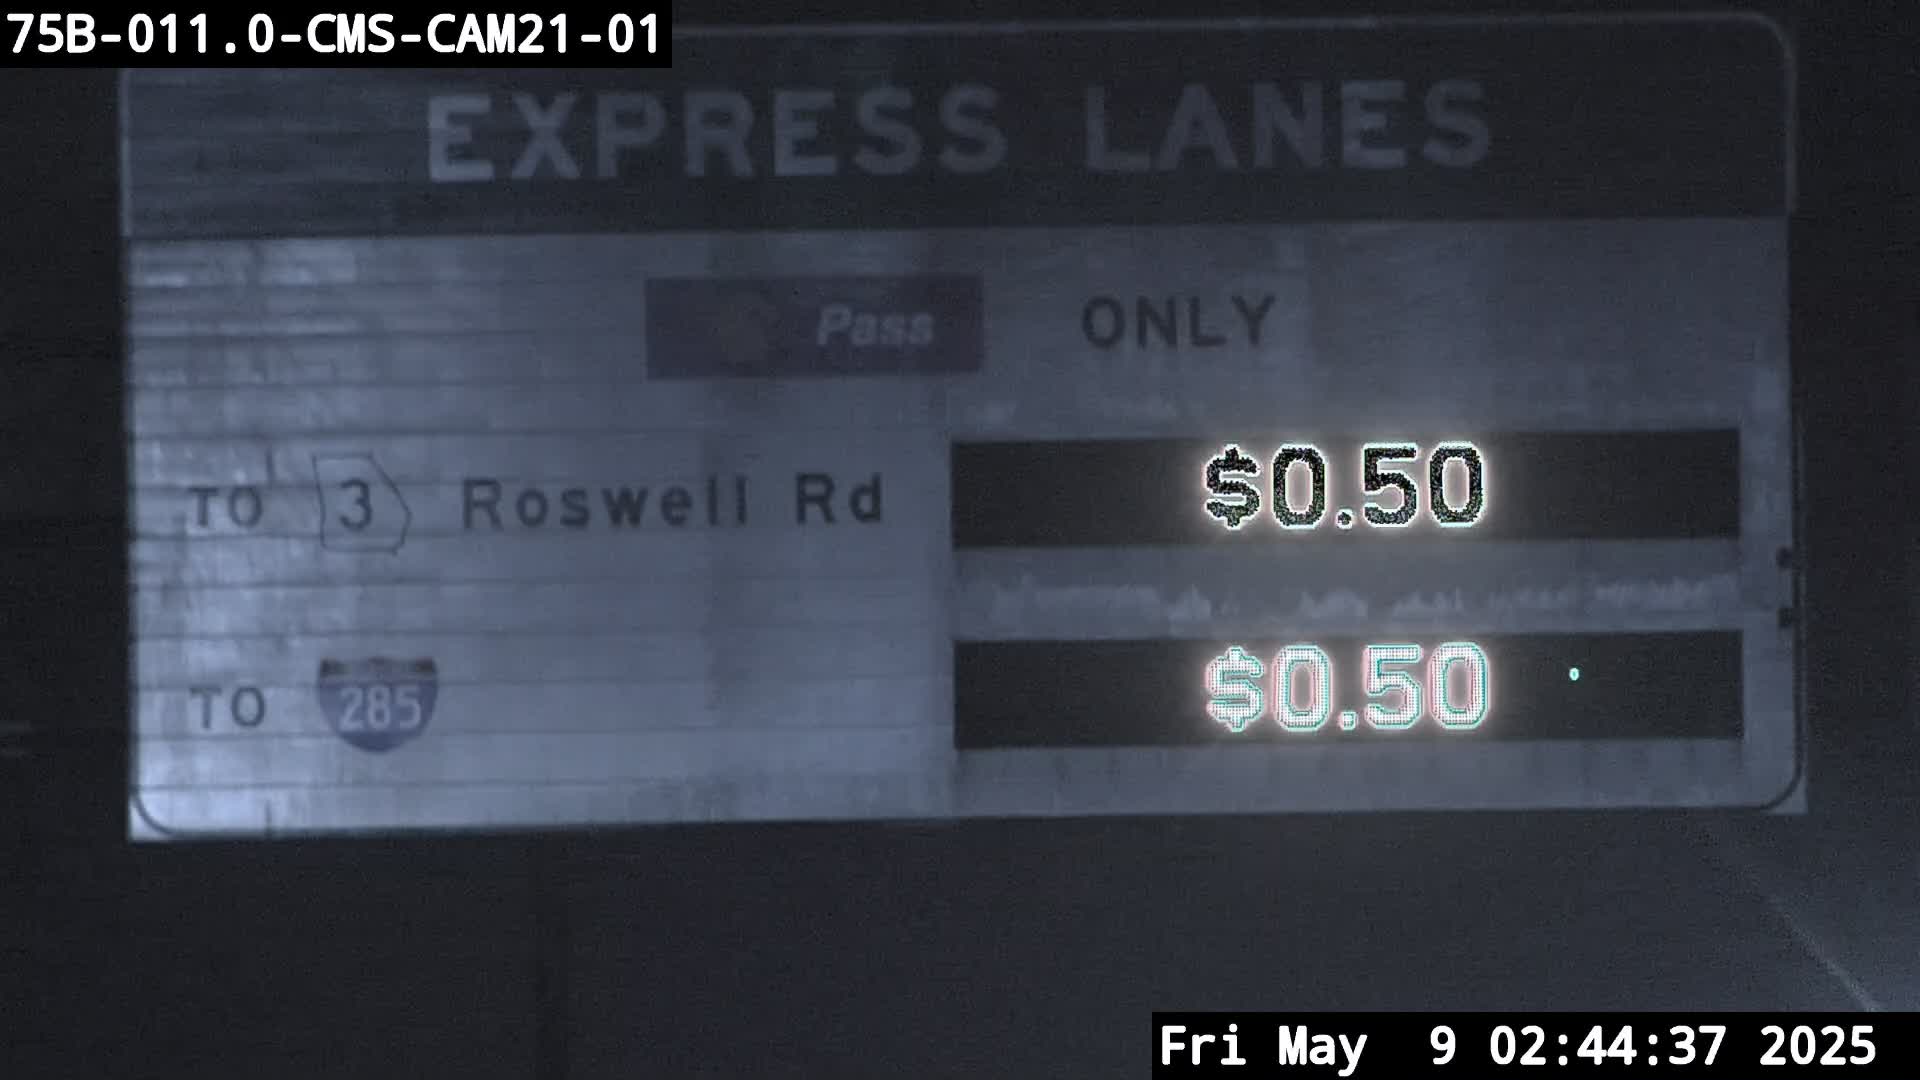 75B-011.0-CMS-CAM21-01
EXPRESS LANES
Pass ONLY
TO 3 Roswell Rd $0.50
TO 285 $0.50
Fri May 9 02:44:37 2025